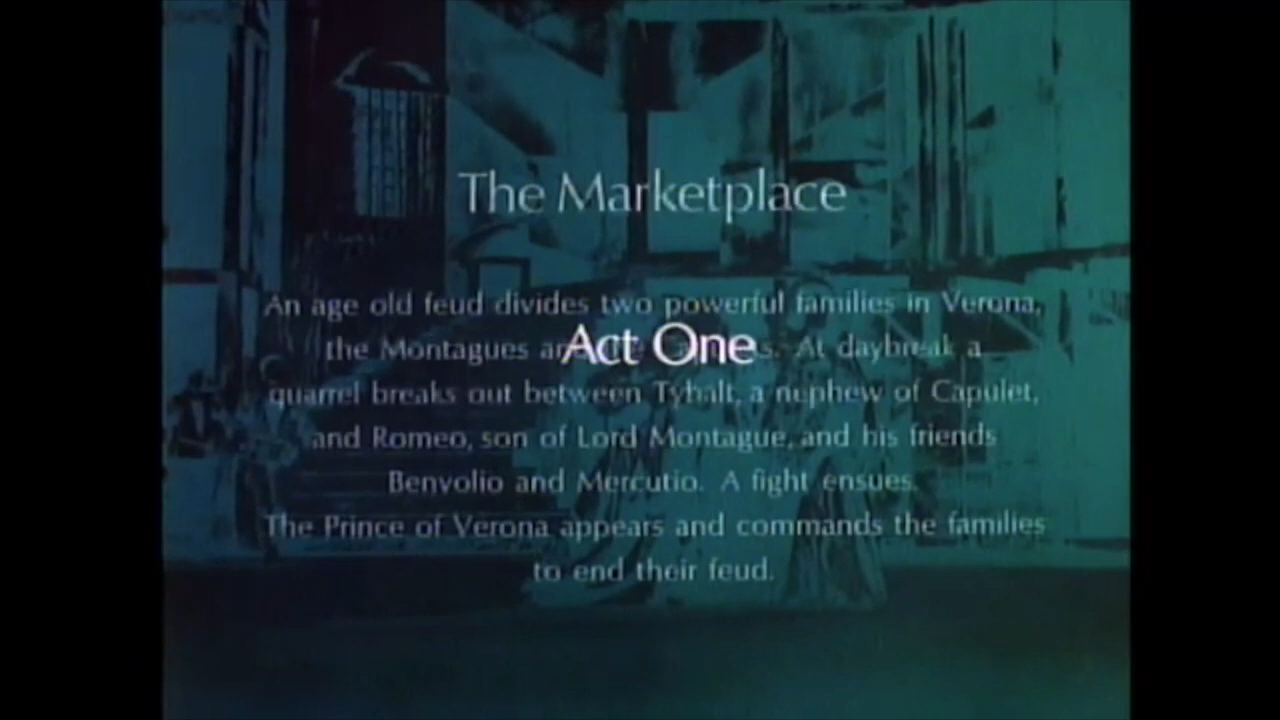 The Marketplace
An age old feud divides two powerful families in Verona,
Act One
the Montagues and s. At daybreak a
quarrel breaks out between Tybalt, a nephew of Capulet,
and Romeo, son of Lord Montague, and his friends
Benvolio and Mercutio. A fight ensues.
The Prince of Verona appears and commands the families
to end their feud.